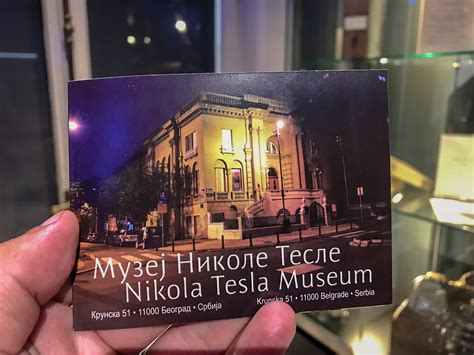 Музеј Николе Тесле
Nikola Tesla Museum
Крунска 51 • 11000 Београд • Србија
Krunska 51 • 11000 Belgrade • Serbia